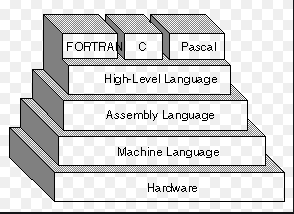 FORTRAN C Pascal
High-Level Language
Assembly Language
Machine Language
Hardware